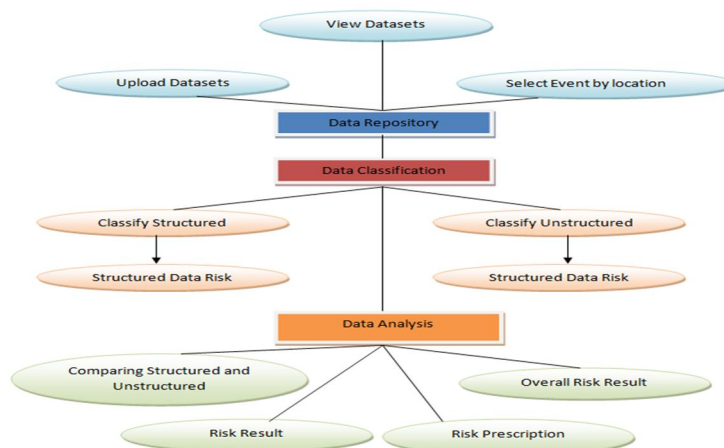 View Datasets
Upload Datasets
Select Event by location
Data Repository
Data Classification
Classify Structured
Classify Unstructured
Structured Data Risk
Structured Data Risk
Data Analysis
Comparing Structured and
Unstructured
Overall Risk Result
Risk Result
Risk Prescription